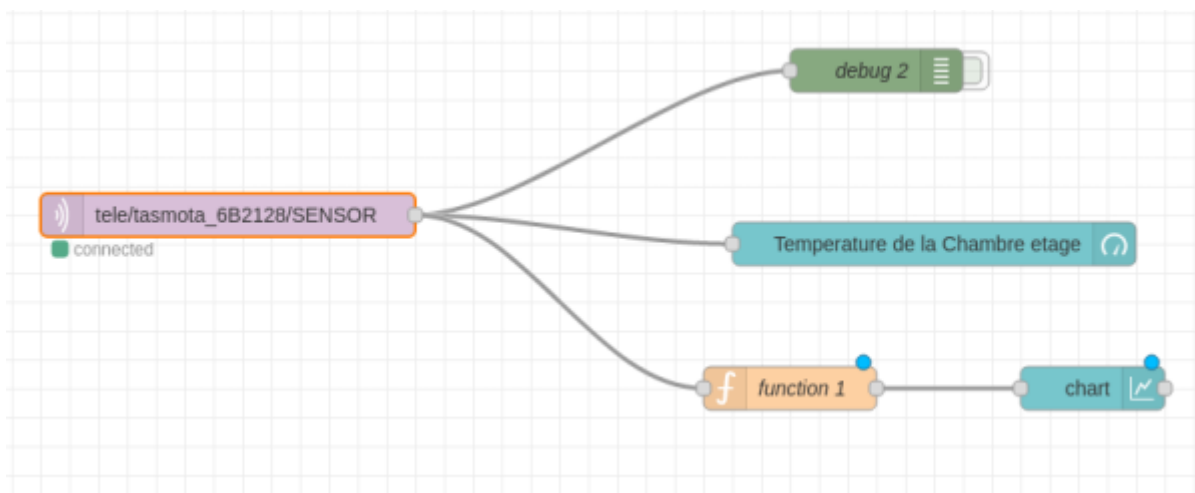 debug 2
tele/tasmota_6B2128/SENSOR
connected
Temperature de la Chambre etage
function 1
chart